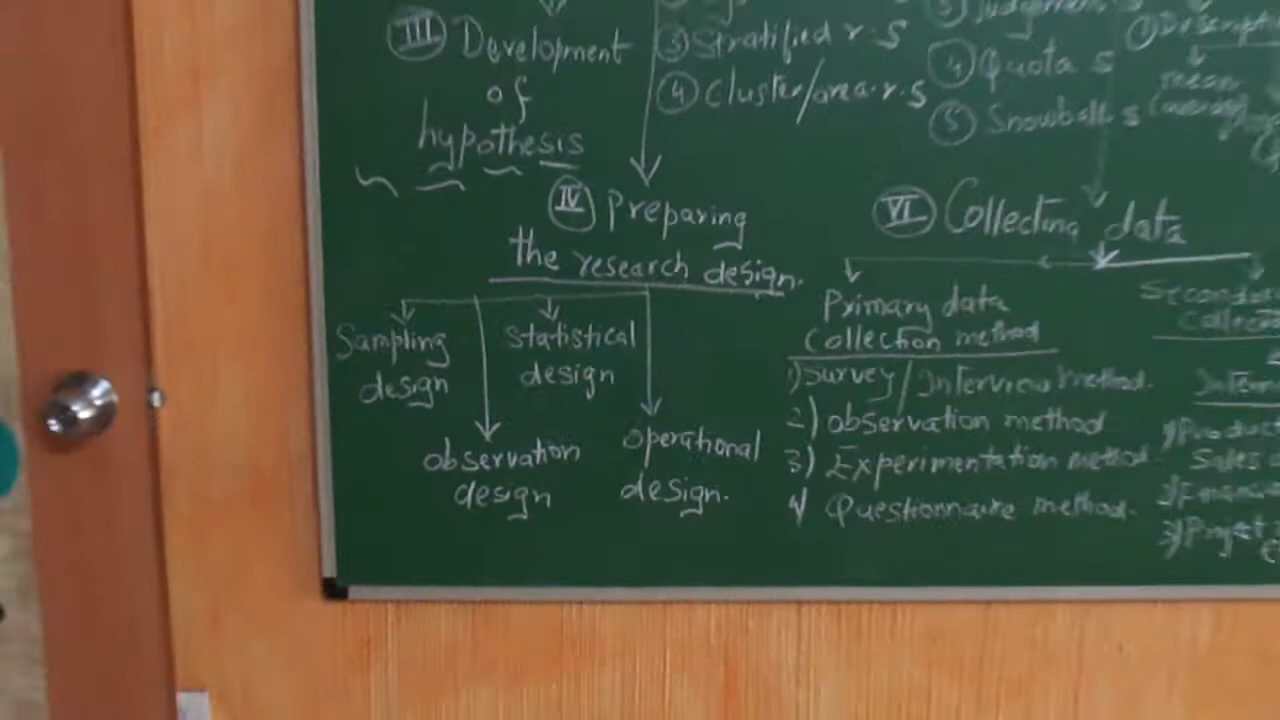 III Development
of
hypothesis
3 Stratified r.s
4 Cluster/area r.s
4 Quota s
5 Snowball s
mean
(average)
IV Preparing
the research design.
Sampling
design
Statistical
design
observation
design
operational
design.
VI Collecting data
Primary data
Collection method
1) Survey/Interview method.
2) observation method
3) Experimentation method
4) Questionnaire method.